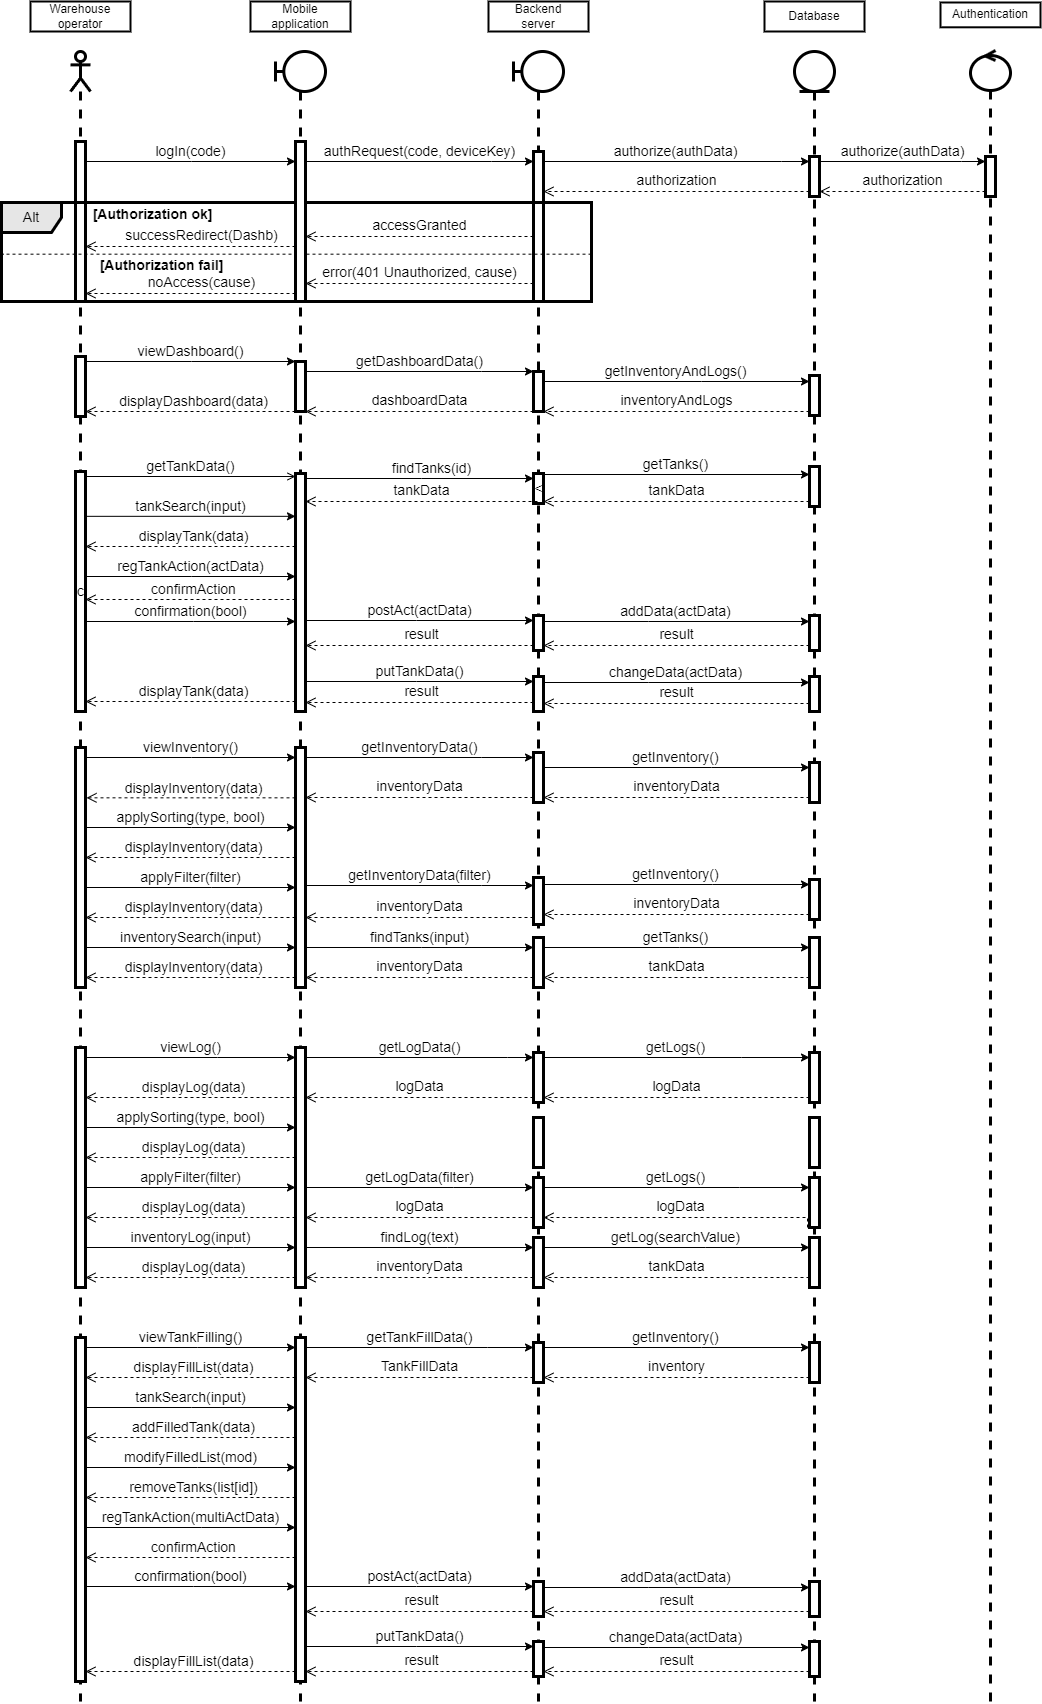 Warehouse
operator
Mobile
application
Backend
server
Database
Authentication
logIn(code)
authRequest(code, deviceKey)
authorize(authData)
authorize(authData)
authorization
authorization
Alt
[Authorization ok]
accessGranted
successRedirect(Dashb)
[Authorization fail]
error(401 Unauthorized, cause)
noAccess(cause)
viewDashboard()
getDashboardData()
getInventoryAndLogs()
displayDashboard(data)
dashboardData
inventoryAndLogs
getTankData()
findTanks(id)
getTanks()
tankData
tankData
tankSearch(input)
displayTank(data)
regTankAction(actData)
c
confirmAction
confirmation(bool)
postAct(actData)
addData(actData)
result
result
putTankData()
changeData(actData)
displayTank(data)
result
result
viewInventory()
getInventoryData()
getInventory()
displayInventory(data)
inventoryData
inventoryData
applySorting(type, bool)
displayInventory(data)
applyFilter(filter)
getInventoryData(filter)
getInventory()
displayInventory(data)
inventoryData
inventoryData
inventorySearch(input)
findTanks(input)
getTanks()
displayInventory(data)
inventoryData
tankData
viewLog()
getLogData()
getLogs()
displayLog(data)
logData
logData
applySorting(type, bool)
displayLog(data)
applyFilter(filter)
getLogData(filter)
getLogs()
displayLog(data)
logData
logData
inventoryLog(input)
findLog(text)
getLog(searchValue)
displayLog(data)
inventoryData
tankData
viewTankFilling()
getTankFillData()
getInventory()
displayFillList(data)
TankFillData
inventory
tankSearch(input)
addFilledTank(data)
modifyFilledList(mod)
removeTanks(list[id])
regTankAction(multiActData)
confirmAction
confirmation(bool)
postAct(actData)
addData(actData)
result
result
putTankData()
changeData(actData)
displayFillList(data)
result
result